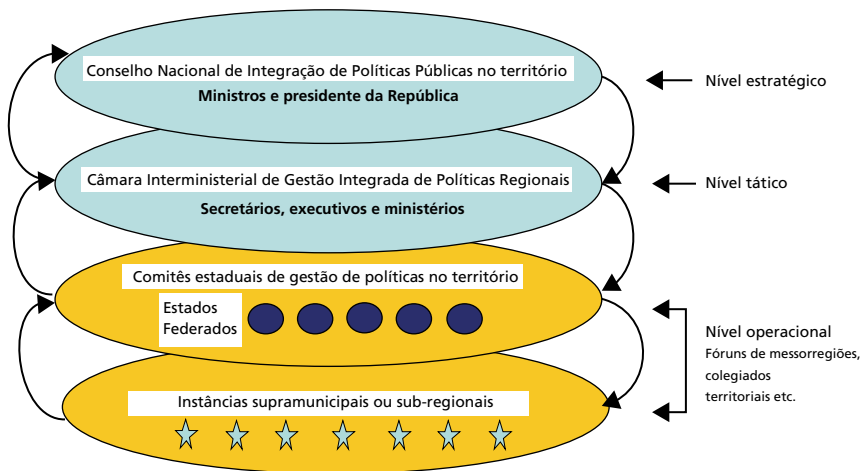 Conselho Nacional de Integração de Políticas Públicas no território
Ministros e presidente da República
Nível estratégico
Câmara Interministerial de Gestão Integrada de Políticas Regionais
Secretários, executivos e ministérios
Nível tático
Comitês estaduais de gestão de políticas no território
Estados
Federados
Nível operacional
Fóruns de messorregiões,
colegiados
territoriais etc.
Instâncias supramunicipais ou sub-regionais